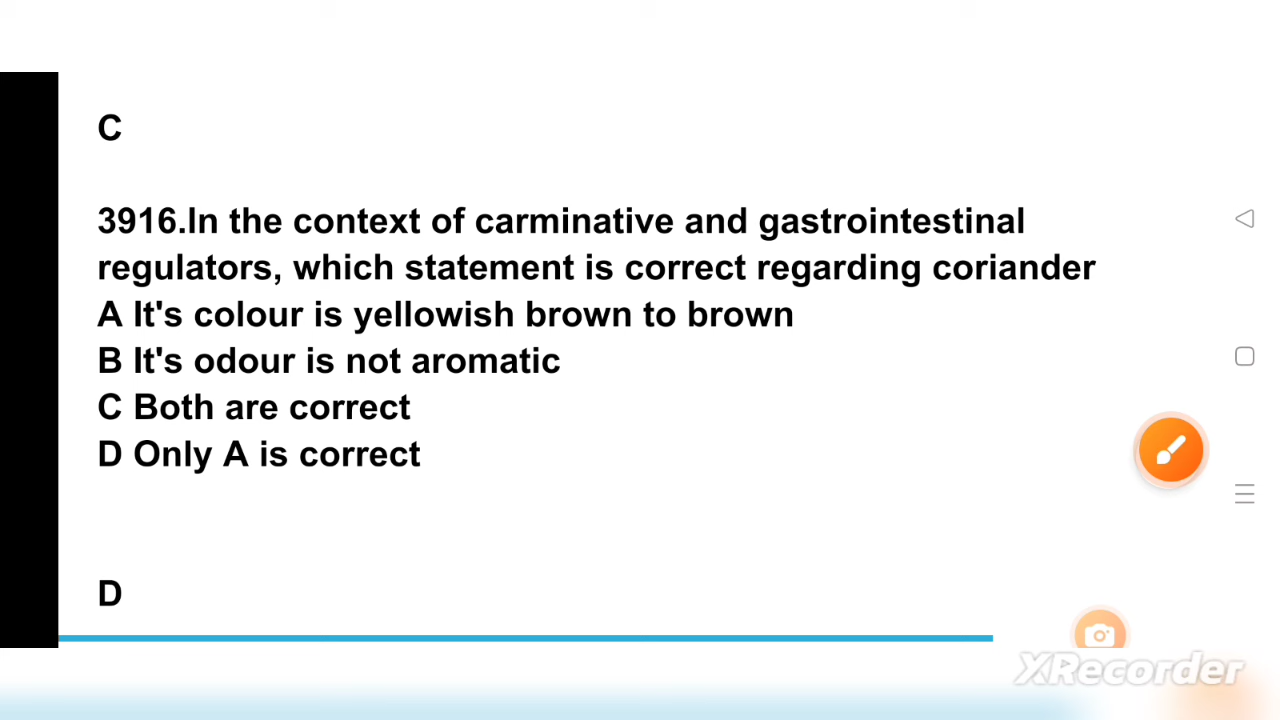 C
3916.In the context of carminative and gastrointestinal
regulators, which statement is correct regarding coriander
A It's colour is yellowish brown to brown
B It's odour is not aromatic
C Both are correct
D Only A is correct
D
XRecorder